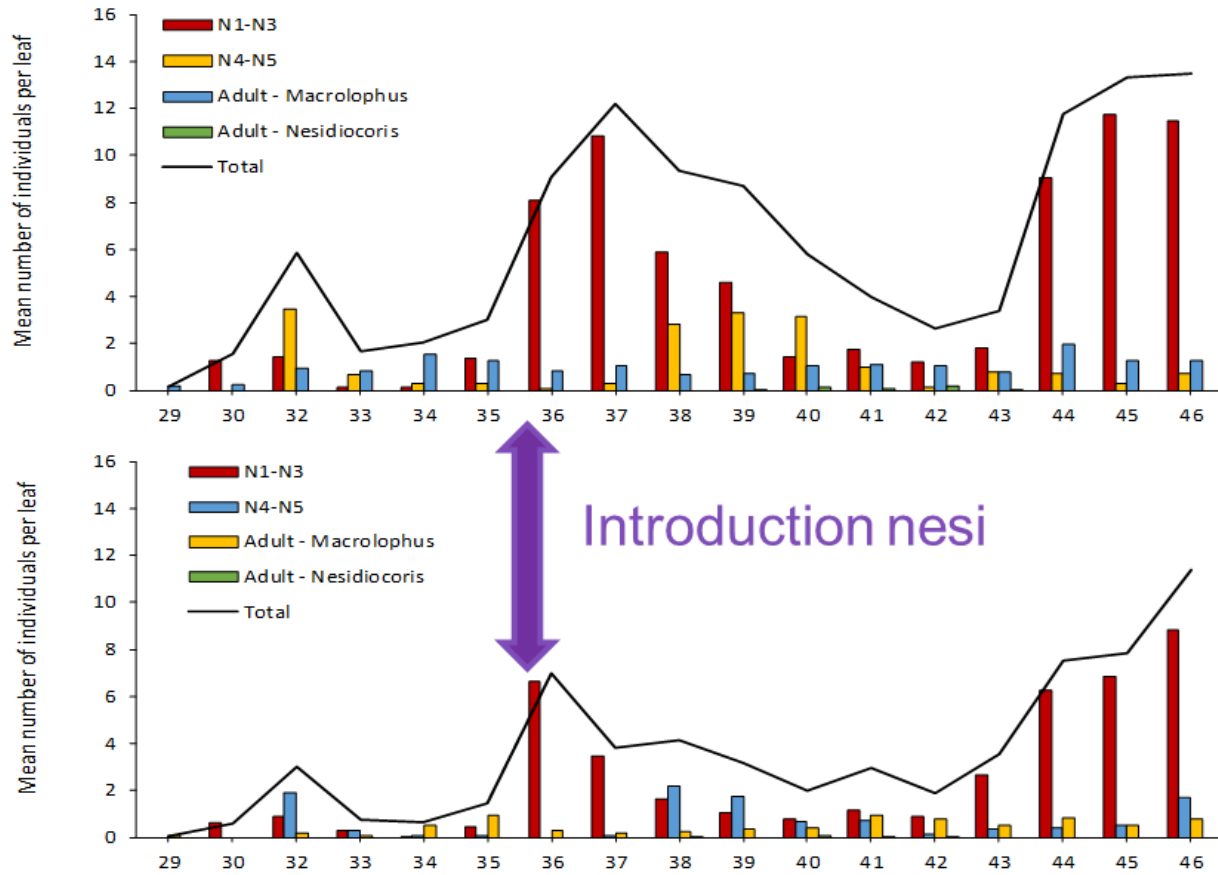 Mean number of individuals per leaf
16
14
12
10
8
6
4
2
0
N1-N3
N4-N5
Adult - Macrolophus
Adult - Nesidiocoris
Total
29 30 32 33 34 35 36 37 38 39 40 41 42 43 44 45 46
Mean number of individuals per leaf
16
14
12
10
8
6
4
2
0
N1-N3
N4-N5
Adult - Macrolophus
Adult - Nesidiocoris
Total
Introduction nesi
29 30 32 33 34 35 36 37 38 39 40 41 42 43 44 45 46